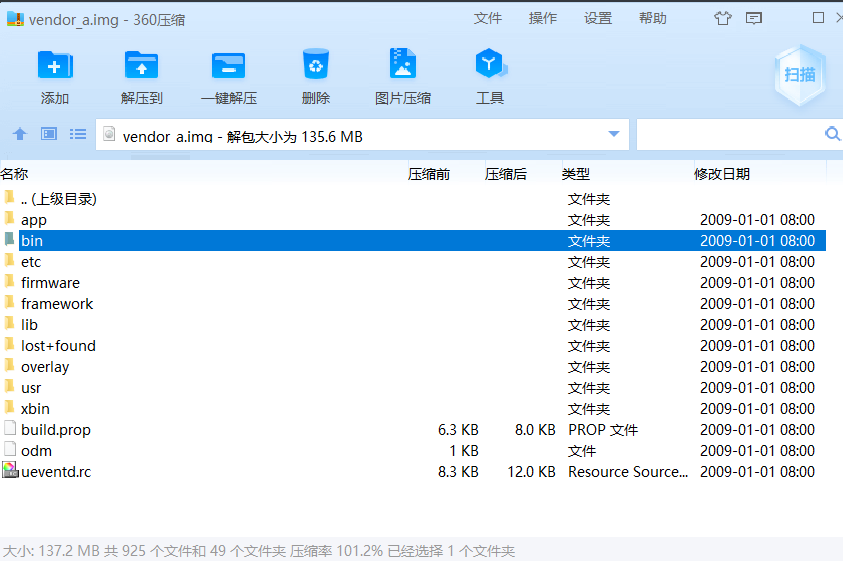 vendor_a.img - 360压缩 文件 操作 设置 帮助
添加 解压到 一键解压 删除 图片压缩 工具 扫描
vendor_a.img - 解包大小为 135.6 MB
名称 压缩前 压缩后 类型 修改日期
.. (上级目录) 文件夹
app 文件夹 2009-01-01 08:00
bin 文件夹 2009-01-01 08:00
etc 文件夹 2009-01-01 08:00
firmware 文件夹 2009-01-01 08:00
framework 文件夹 2009-01-01 08:00
lib 文件夹 2009-01-01 08:00
lost+found 文件夹 2009-01-01 08:00
overlay 文件夹 2009-01-01 08:00
usr 文件夹 2009-01-01 08:00
xbin 文件夹 2009-01-01 08:00
build.prop 6.3 KB 8.0 KB PROP 文件 2009-01-01 08:00
odm 1 KB 文件 2009-01-01 08:00
ueventd.rc 8.3 KB 12.0 KB Resource Source... 2009-01-01 08:00
大小: 137.2 MB 共 925 个文件和 49 个文件夹 压缩率 101.2% 已经选择 1 个文件夹